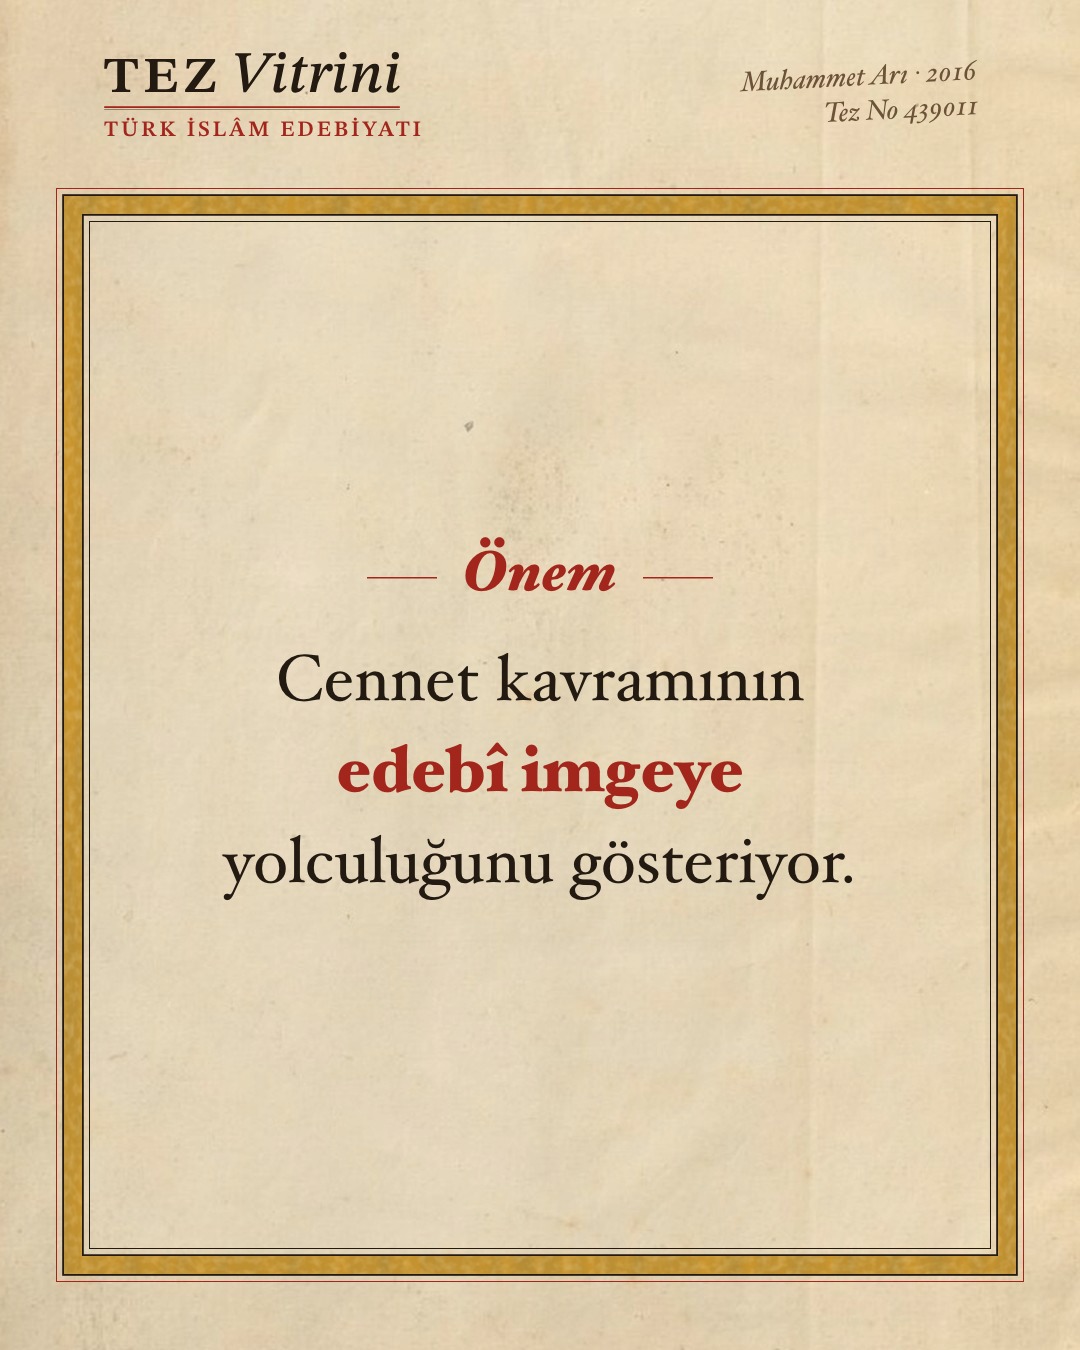 TEZ Vitrini
TÜRK İSLÂM EDEBİYATI
Muhammet Arı · 2016
Tez No 439011
Önem
Cennet kavramının
edebî imgeye
yolculuğunu gösteriyor.